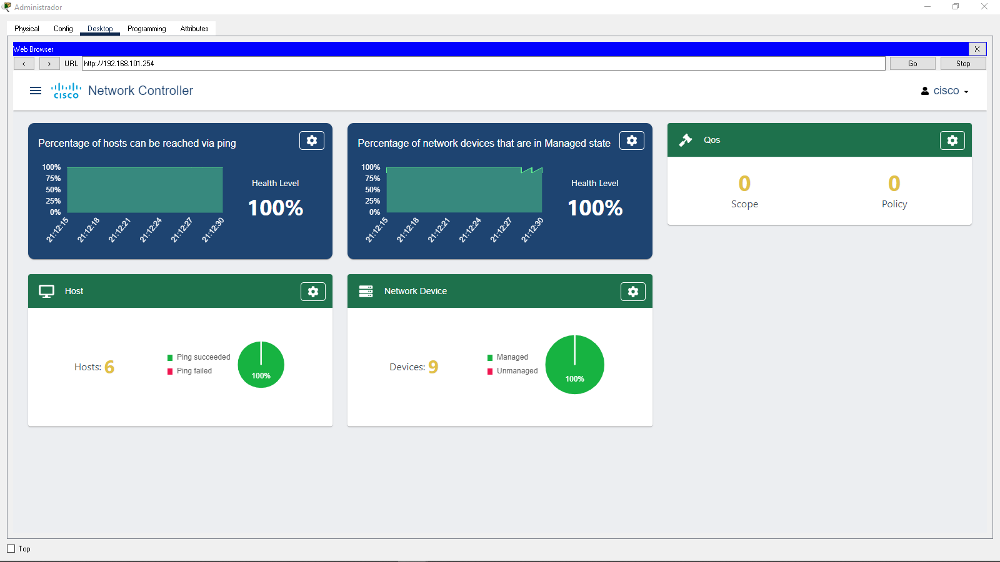 Administrador
Physical Config Desktop Programming Attributes
Web Browser X
< > URL http://192.168.101.254 Go Stop
CISCO Network Controller cisco
Percentage of hosts can be reached via ping
100%
75%
50%
25%
0%
21:12:15 21:12:18 21:12:21 21:12:24 21:12:27 21:12:30
Health Level
100%
Percentage of network devices that are in Managed state
100%
75%
50%
25%
0%
21:12:15 21:12:18 21:12:21 21:12:24 21:12:27 21:12:30
Health Level
100%
Qos
0 0
Scope Policy
Host
Hosts: 6
Ping succeeded
Ping failed
100%
Network Device
Devices: 9
Managed
Unmanaged
100%
Top